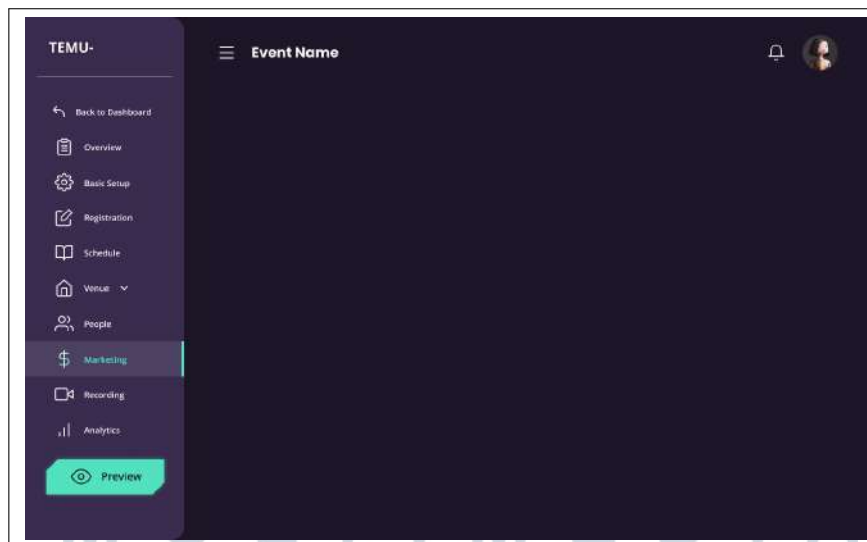 TEMU-
Event Name
Back to Dashboard
Overview
Basic Setup
Registration
Schedule
Venue
People
Marketing
Recording
Analytics
Preview